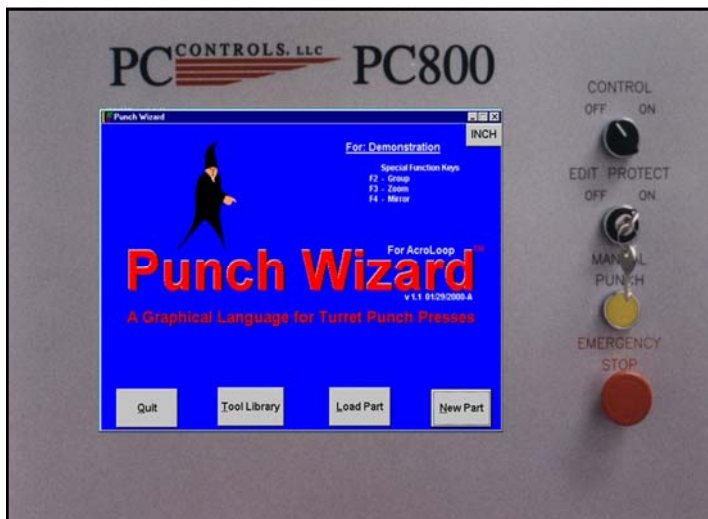 PC CONTROLS, LLC PC800
Punch Wizard
INCH
For: Demonstration
Special Function Keys
F2 - Group
F3 - Zoom
F4 - Mirror
For AcroLoop
Punch Wizard™
v 1.1 01/29/2000-A
A Graphical Language for Turret Punch Presses
Quit
Tool Library
Load Part
New Part
CONTROL
OFF ON
EDIT PROTECT
OFF ON
MANUAL
PUNCH
EMERGENCY
STOP